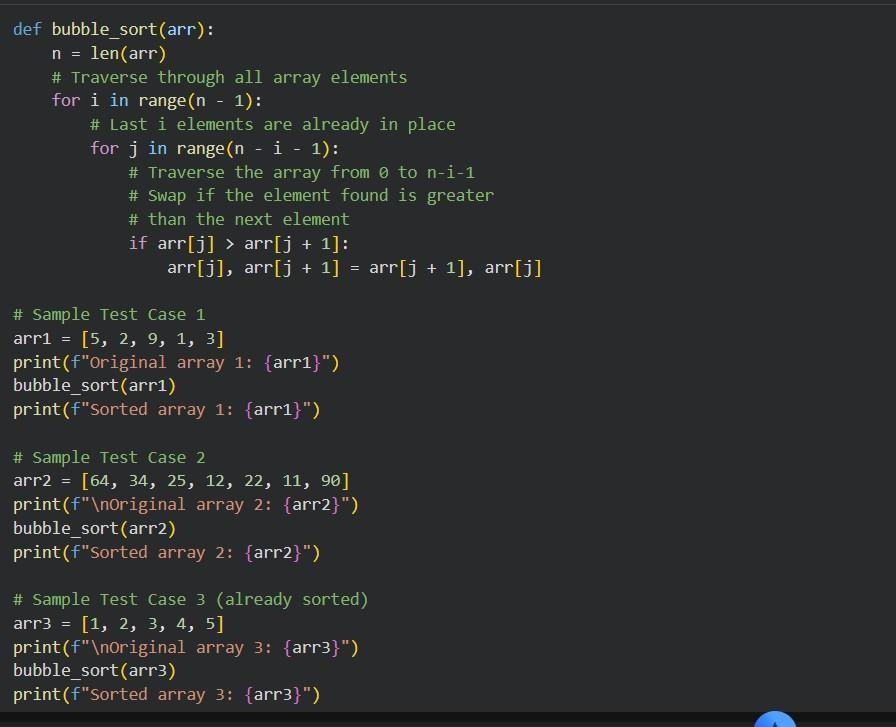 def bubble_sort(arr):
    n = len(arr)
    # Traverse through all array elements
    for i in range(n - 1):
        # Last i elements are already in place
        for j in range(n - i - 1):
            # Traverse the array from 0 to n-i-1
            # Swap if the element found is greater
            # than the next element
            if arr[j] > arr[j + 1]:
                arr[j], arr[j + 1] = arr[j + 1], arr[j]

# Sample Test Case 1
arr1 = [5, 2, 9, 1, 3]
print(f"Original array 1: {arr1}")
bubble_sort(arr1)
print(f"Sorted array 1: {arr1}")

# Sample Test Case 2
arr2 = [64, 34, 25, 12, 22, 11, 90]
print(f"\nOriginal array 2: {arr2}")
bubble_sort(arr2)
print(f"Sorted array 2: {arr2}")

# Sample Test Case 3 (already sorted)
arr3 = [1, 2, 3, 4, 5]
print(f"\nOriginal array 3: {arr3}")
bubble_sort(arr3)
print(f"Sorted array 3: {arr3}")